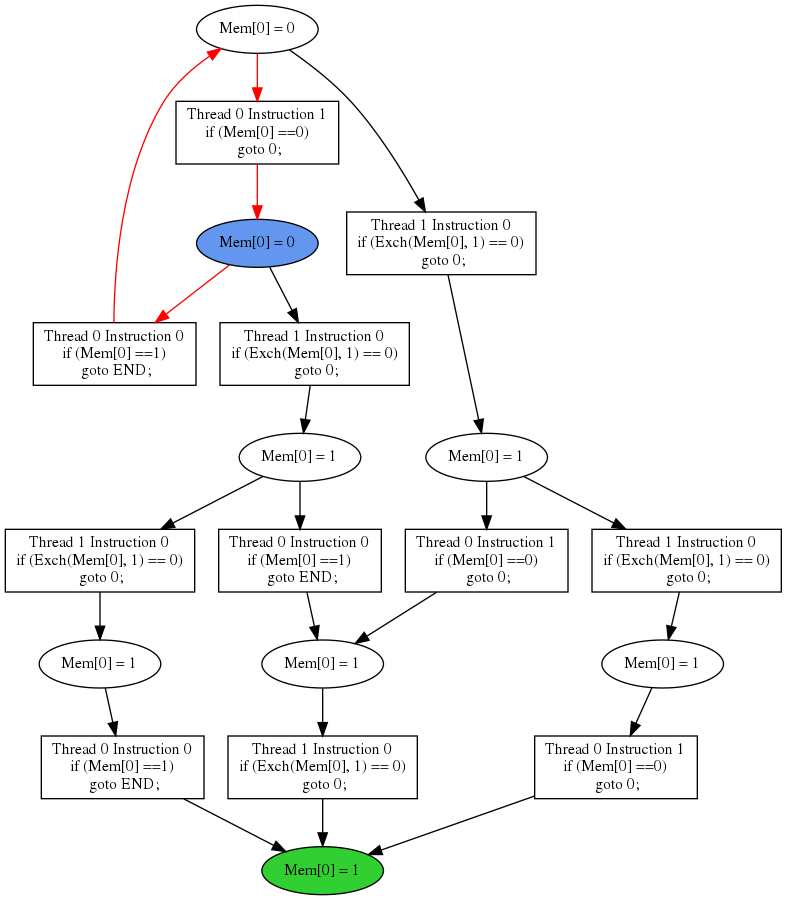 Mem[0] = 0
Thread 0 Instruction 1
if (Mem[0] ==0)
goto 0;
Mem[0] = 0
Thread 1 Instruction 0
if (Exch(Mem[0], 1) == 0)
goto 0;
Thread 0 Instruction 0
if (Mem[0] ==1)
goto END;
Thread 1 Instruction 0
if (Exch(Mem[0], 1) == 0)
goto 0;
Mem[0] = 1
Mem[0] = 1
Thread 1 Instruction 0
if (Exch(Mem[0], 1) == 0)
goto 0;
Thread 0 Instruction 0
if (Mem[0] ==1)
goto END;
Thread 0 Instruction 1
if (Mem[0] ==0)
goto 0;
Thread 1 Instruction 0
if (Exch(Mem[0], 1) == 0)
goto 0;
Mem[0] = 1
Mem[0] = 1
Mem[0] = 1
Thread 0 Instruction 0
if (Mem[0] ==1)
goto END;
Thread 1 Instruction 0
if (Exch(Mem[0], 1) == 0)
goto 0;
Thread 0 Instruction 1
if (Mem[0] ==0)
goto 0;
Mem[0] = 1